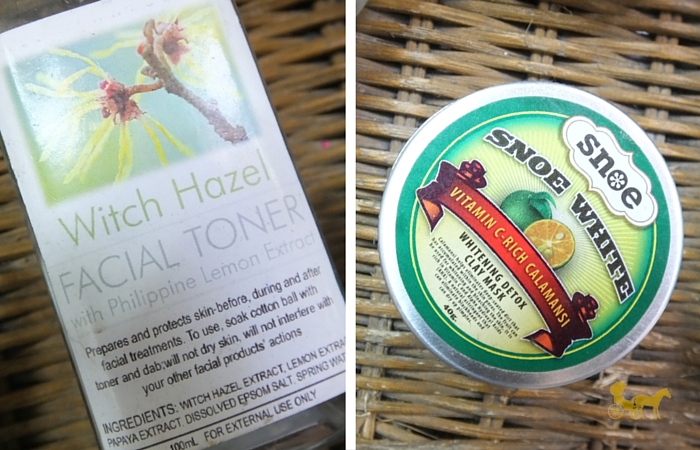 Witch Hazel
FACIAL TONER
with Philippine Lemon Extract
Prepares and protects skin-before, during and after
facial treatments. To use, soak cotton ball with
toner and dab;will not dry skin, will not interfere with
your other facial products' actions
INGREDIENTS: WITCH HAZEL EXTRACT, LEMON
PAPAYA EXTRACT. DISSOLVED EPSOM SALT. SPRING
100mL FOR EXTERNAL USE ONLY
snoe
SNOE WHITE
VITAMIN C-RICH CALAMANSI
WHITENING DETOX
CLAY MASK
40g.